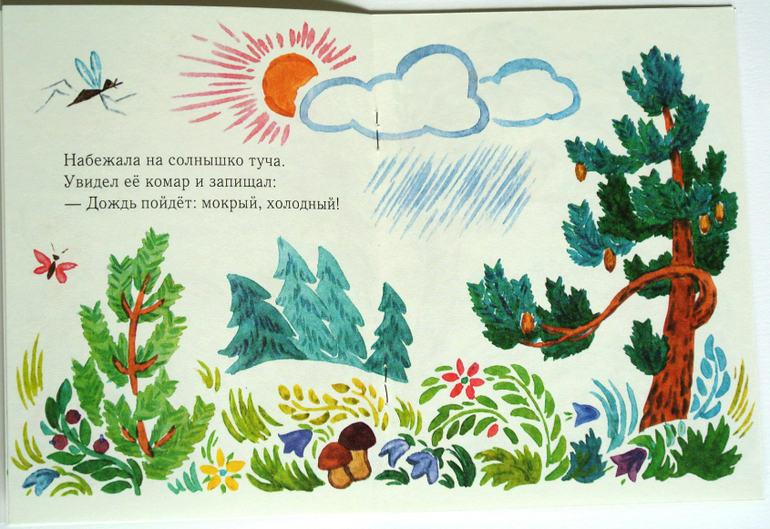 Набежала на солнышко туча.
Увидел её комар и запищал:
— Дождь пойдёт: мокрый, холодный!